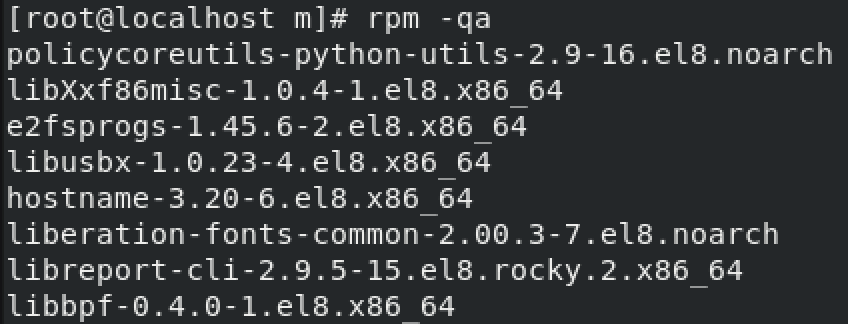 [root@localhost m]# rpm -qa
policycoreutils-python-utils-2.9-16.el8.noarch
libXxf86misc-1.0.4-1.el8.x86_64
e2fsprogs-1.45.6-2.el8.x86_64
libusbx-1.0.23-4.el8.x86_64
hostname-3.20-6.el8.x86_64
liberation-fonts-common-2.00.3-7.el8.noarch
libreport-cli-2.9.5-15.el8.rocky.2.x86_64
libbpf-0.4.0-1.el8.x86_64